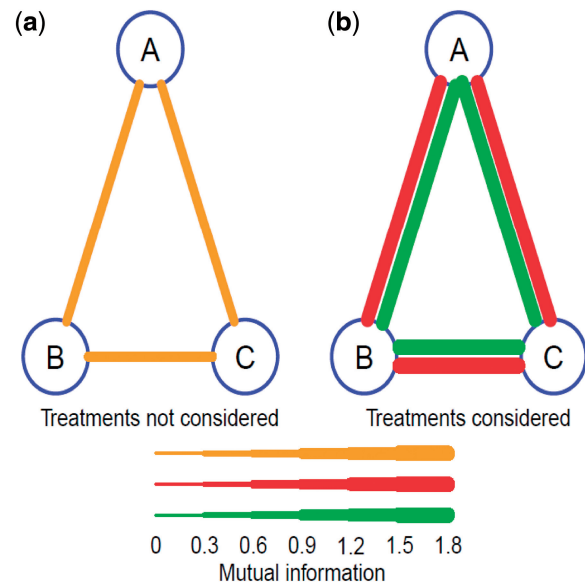 (a)
A
B
C
Treatments not considered
(b)
A
B
C
Treatments considered
0 0.3 0.6 0.9 1.2 1.5 1.8
Mutual information